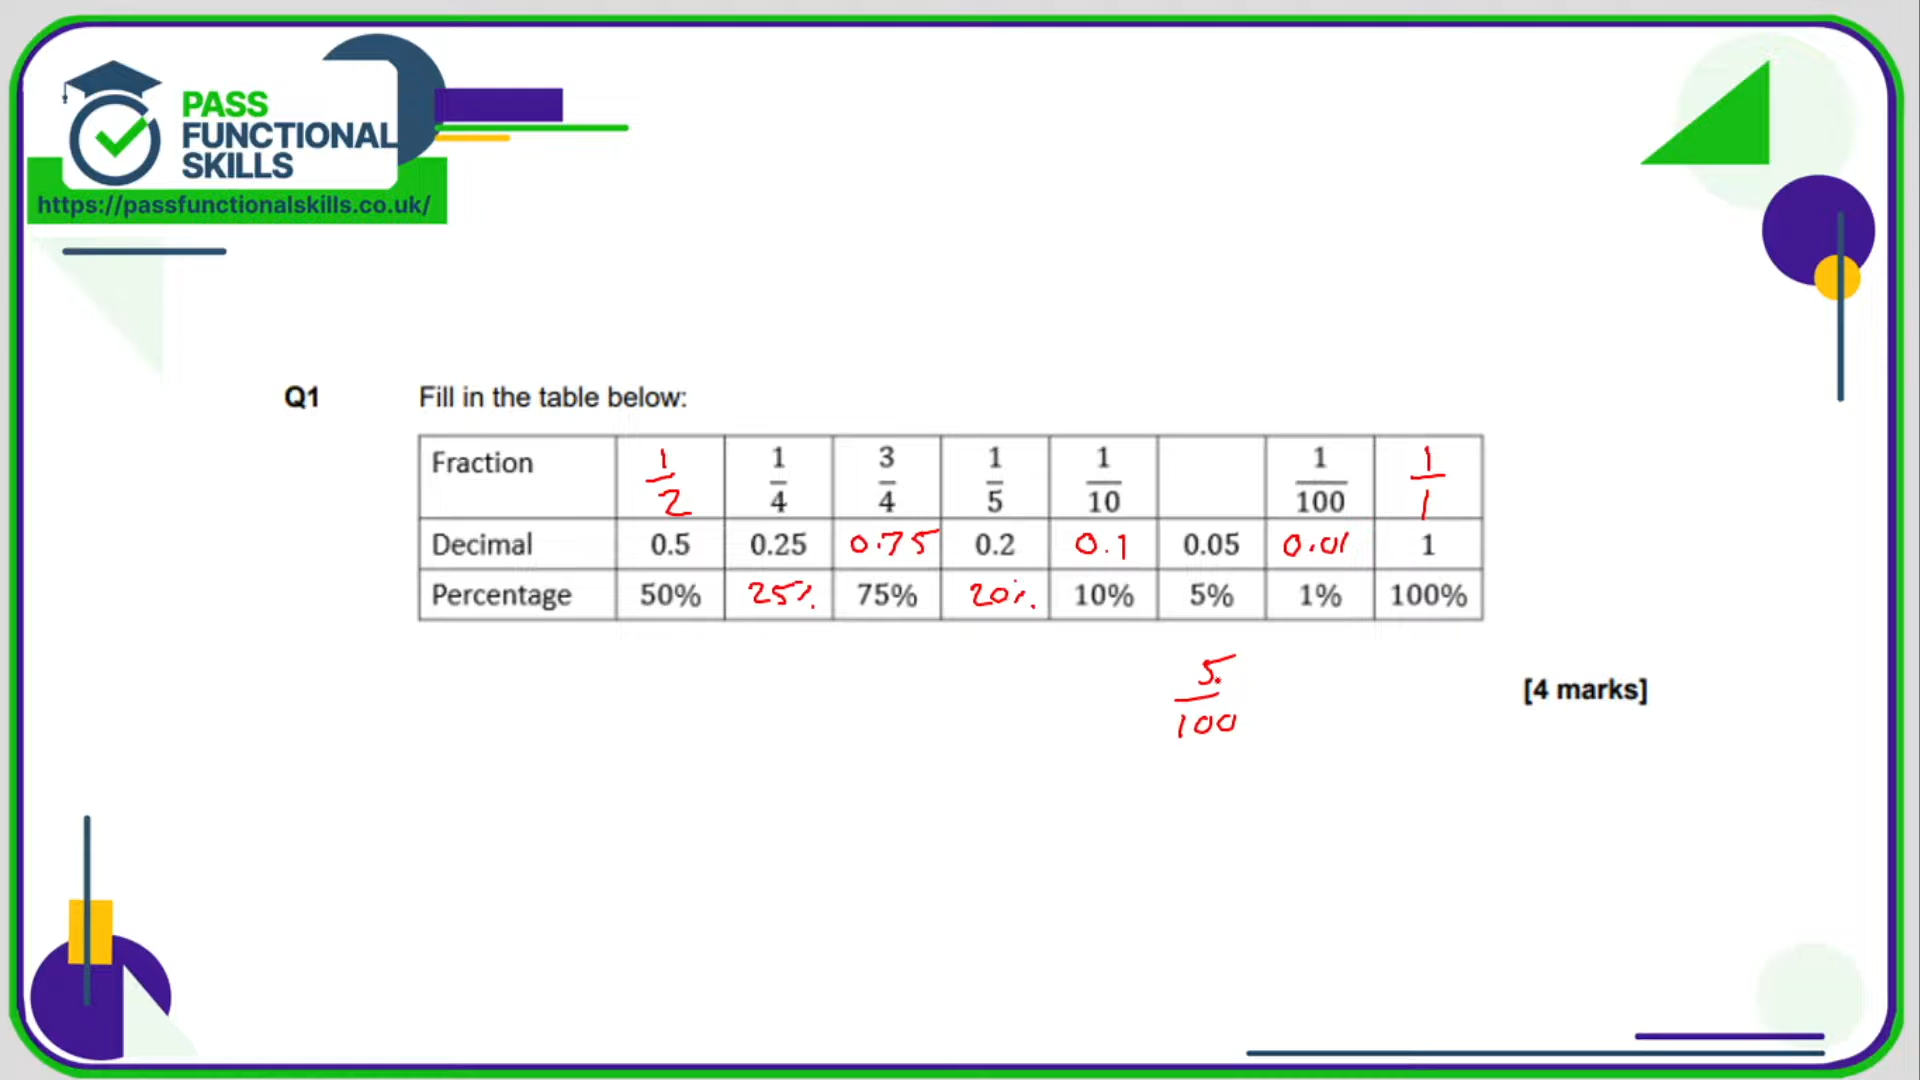 PASS
FUNCTIONAL
SKILLS
https://passfunctionalskills.co.uk/
Q1 Fill in the table below:
Fraction 1/2 1/4 3/4 1/5 1/10 1/100 1/1
Decimal 0.5 0.25 0.75 0.2 0.1 0.05 0.01 1
Percentage 50% 25% 75% 20% 10% 5% 1% 100%
5/100
[4 marks]